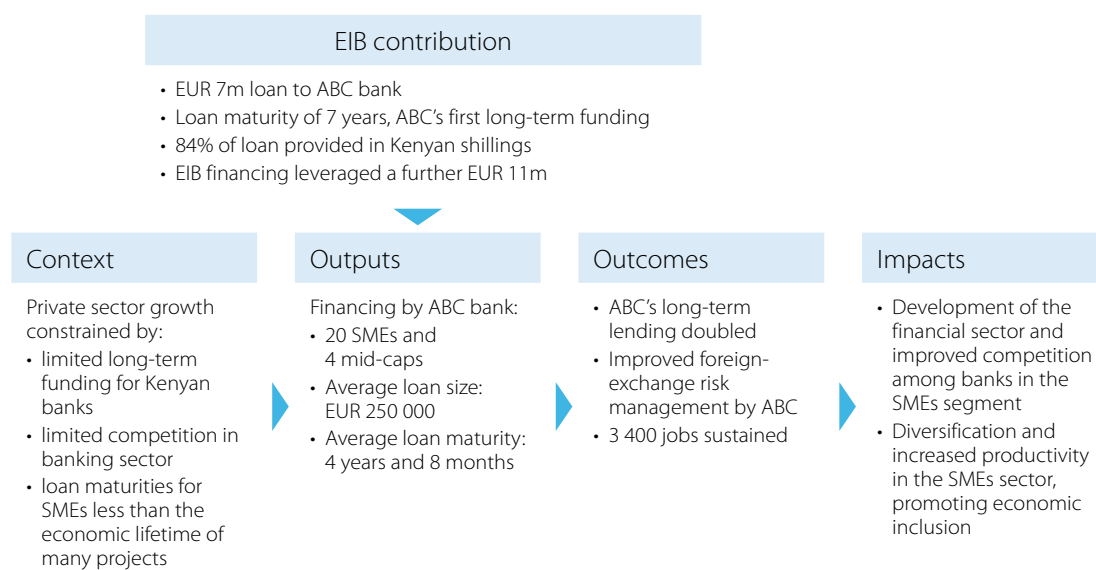 EIB contribution
• EUR 7m loan to ABC bank
• Loan maturity of 7 years, ABC's first long-term funding
• 84% of loan provided in Kenyan shillings
• EIB financing leveraged a further EUR 11m
Context
Private sector growth
constrained by:
• limited long-term
funding for Kenyan
banks
• limited competition in
banking sector
• loan maturities for
SMEs less than the
economic lifetime of
many projects
Outputs
Financing by ABC bank:
• 20 SMEs and
4 mid-caps
• Average loan size:
EUR 250 000
• Average loan maturity:
4 years and 8 months
Outcomes
• ABC's long-term
lending doubled
• Improved foreign-
exchange risk
management by ABC
• 3 400 jobs sustained
Impacts
• Development of the
financial sector and
improved competition
among banks in the
SMEs segment
• Diversification and
increased productivity
in the SMEs sector,
promoting economic
inclusion